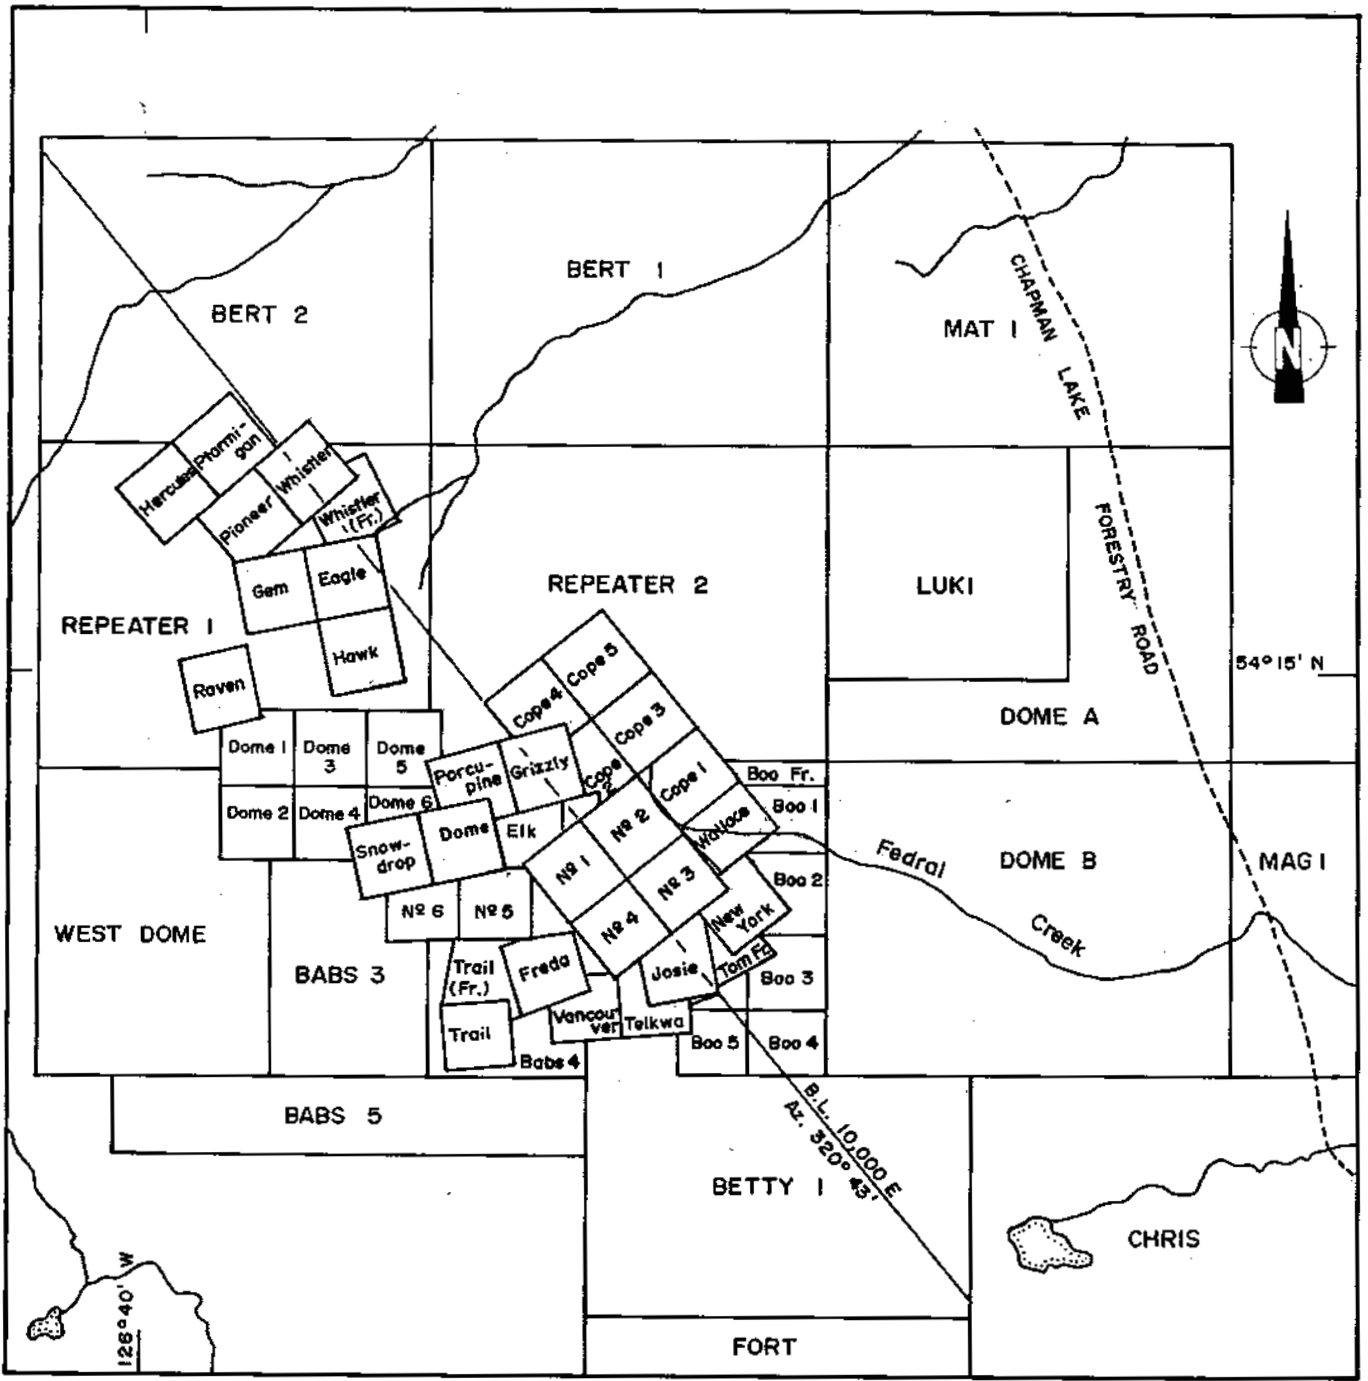 BERT 1
BERT 2
MAT 1
CHAPMAN LAKE
FORESTRY ROAD
N
Ptarmi-
gan
Hercules
Whistler
Pioneer
Whistler
(Fr.)
Gem
Eagle
Hawk
Raven
REPEATER 1
REPEATER 2
LUKI
54° 15' N
DOME A
Cope 5
Cope 4
Cope 3
Cope
2
Cope 1
Wallace
Dome 1
Dome
3
Dome
5
Dome 2
Dome 4
Dome 6
Porcu-
pine
Grizzly
Boo Fr.
Boo 1
Boo 2
Boo 3
Boo 4
Boo 5
Snow-
drop
Dome
Elk
Nº 1
Nº 2
Nº 3
Nº 4
Nº 5
Nº 6
New
York
Tom Fr.
Josie
Freda
Trail
(Fr.)
Trail
Vancou-
ver
Telkwa
Babs 4
Fedral
Creek
DOME B
MAG 1
WEST DOME
BABS 3
BABS 5
B.L. 10,000 E
Az. 320° 43'
BETTY 1
CHRIS
FORT
126° 40' W